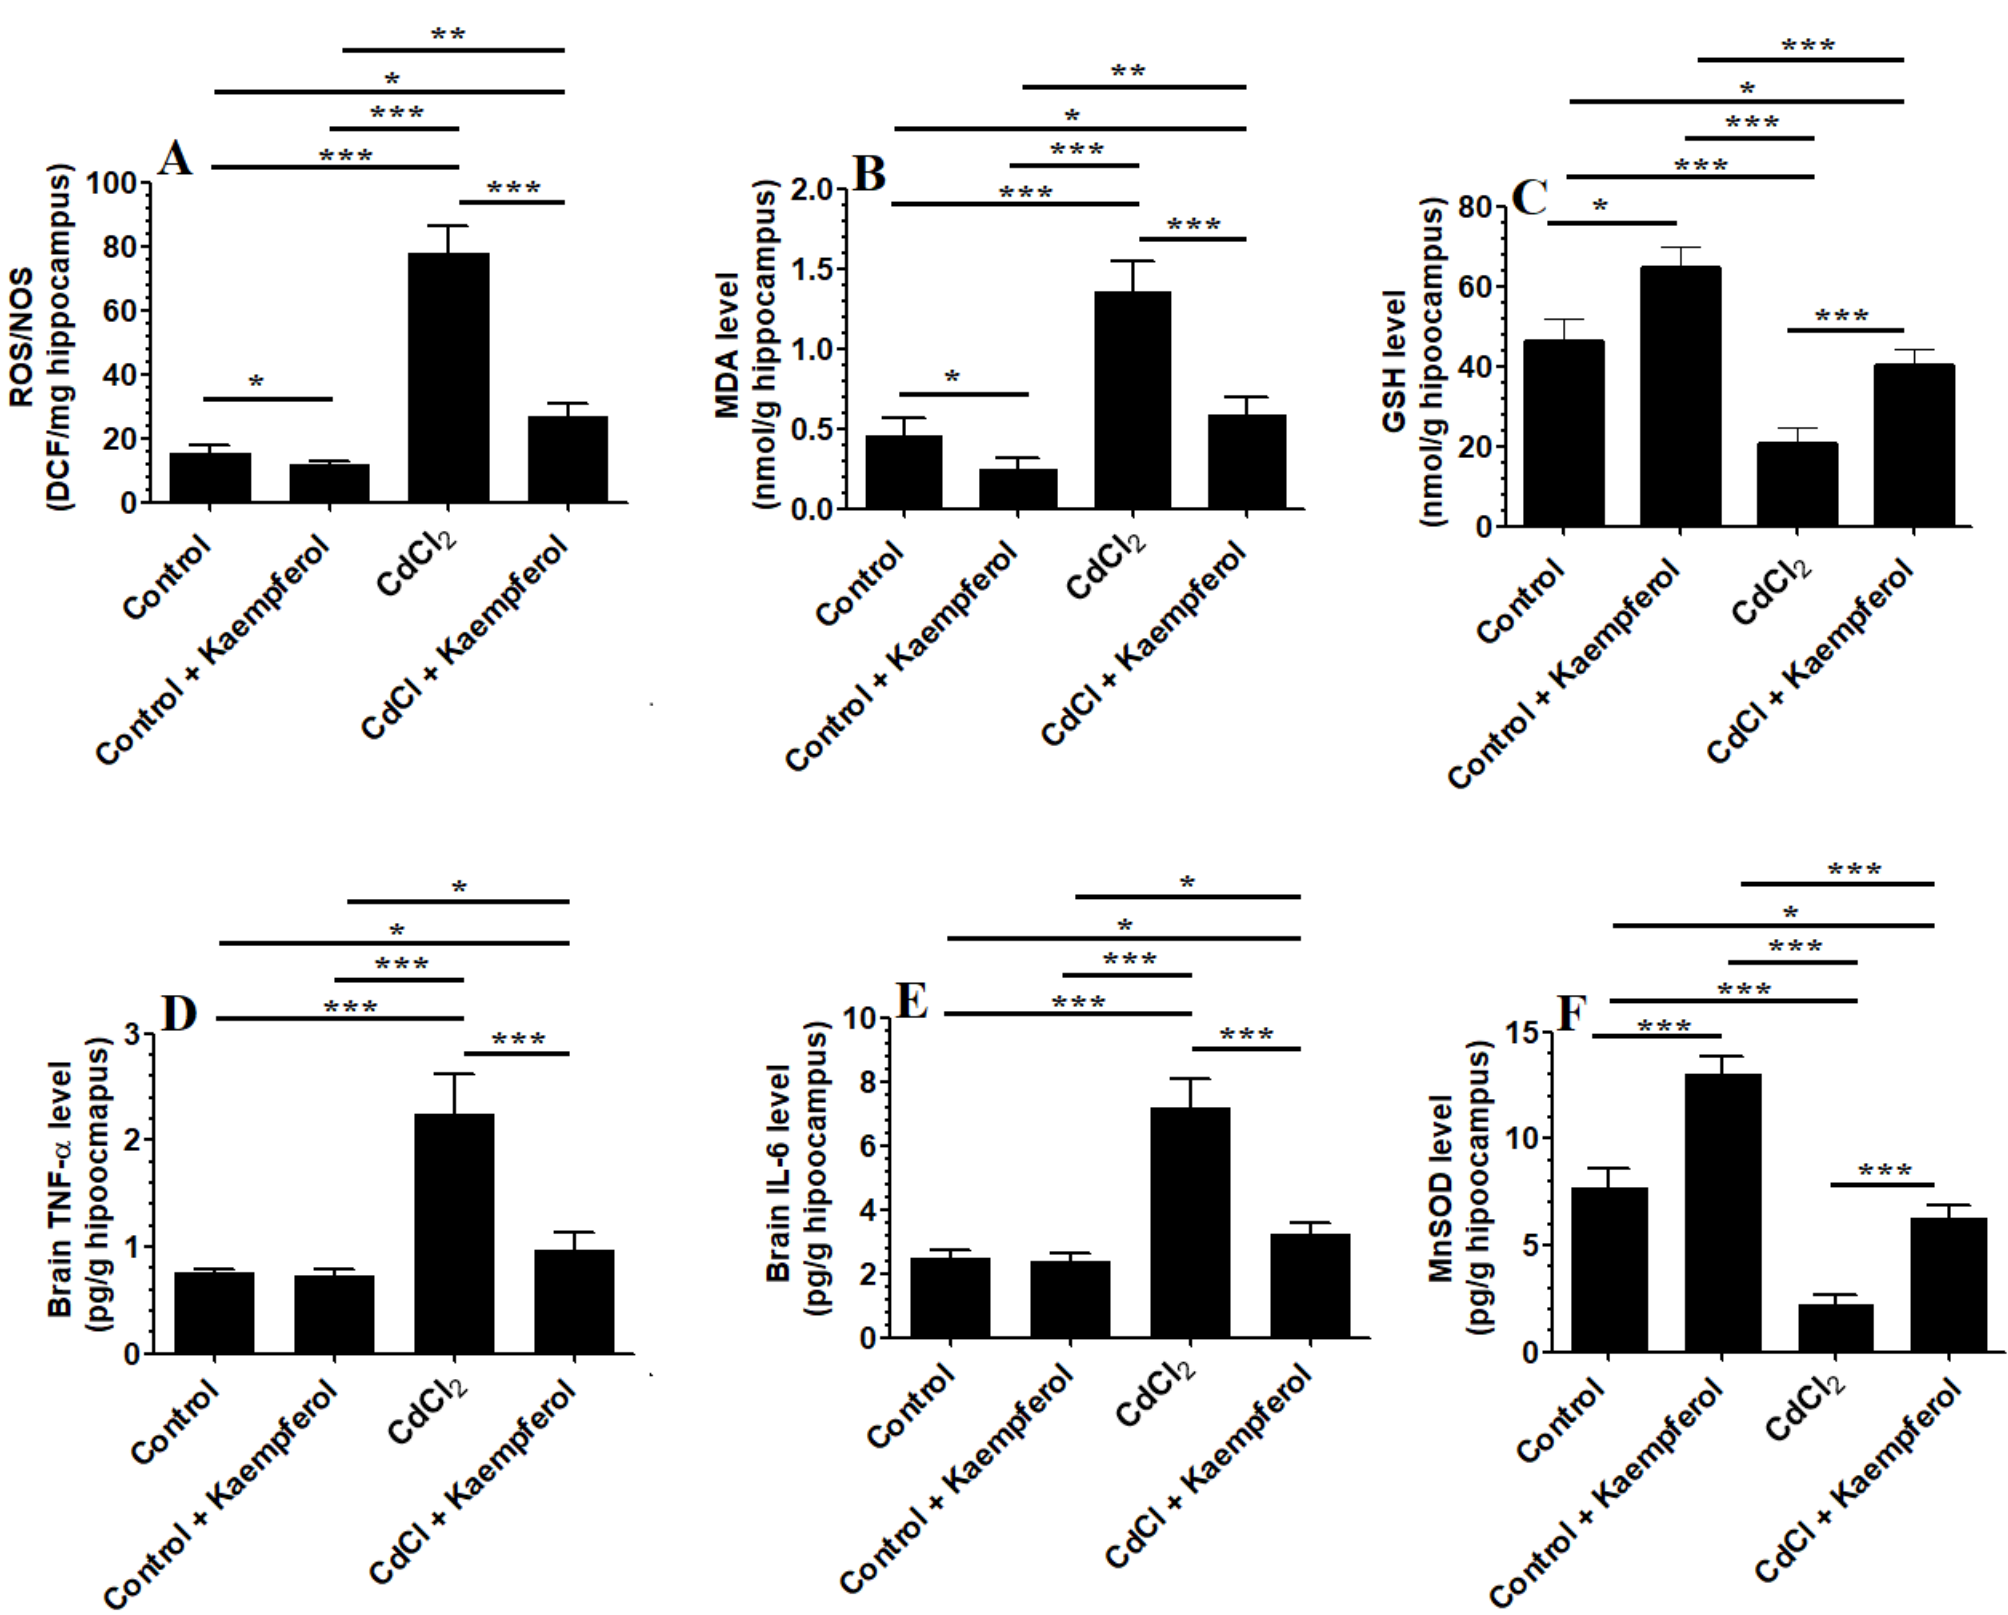 **
*
***
***
***
*
A
ROS/NOS
(DCF/mg hippocampus)
100
80
60
40
20
0
Control
Control + Kaempferol
CdCl2
CdCl + Kaempferol
**
*
***
***
***
*
B
MDA level
(nmol/g hippocampus)
2.0
1.5
1.0
0.5
0.0
Control
Control + Kaempferol
CdCl2
CdCl + Kaempferol
***
*
***
***
*
***
C
GSH level
(nmol/g hipoocampus)
80
60
40
20
0
Control
Control + Kaempferol
CdCl2
CdCl + Kaempferol
*
*
***
***
***
D
Brain TNF-α level
(pg/g hipoocmapus)
3
2
1
0
Control
Control + Kaempferol
CdCl2
CdCl + Kaempferol
*
*
***
***
***
E
Brain IL-6 level
(pg/g hipoocampus)
10
8
6
4
2
0
Control
Control + Kaempferol
CdCl2
CdCl + Kaempferol
***
*
***
***
***
***
F
MnSOD level
(pg/g hipoocampus)
15
10
5
0
Control
Control + Kaempferol
CdCl2
CdCl + Kaempferol